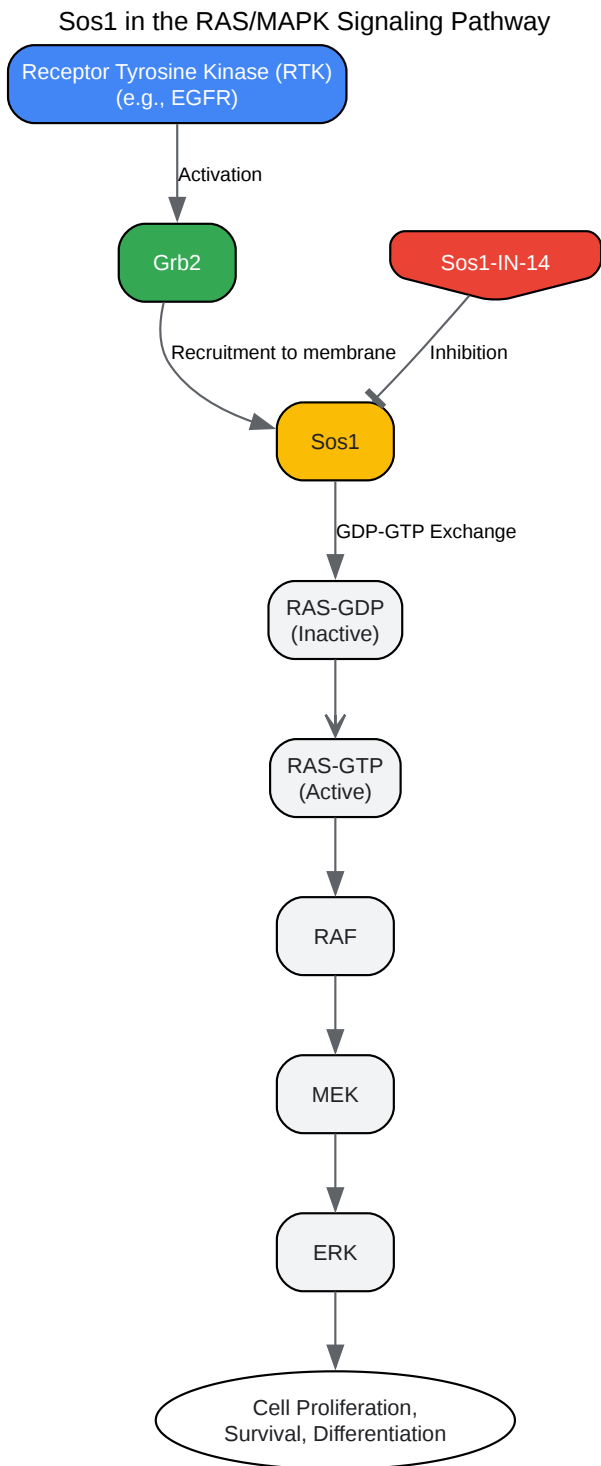 Sos1 in the RAS/MAPK Signaling Pathway
Receptor Tyrosine Kinase (RTK)
(e.g., EGFR)
Activation
Grb2
Sos1-IN-14
Recruitment to membrane
Inhibition
Sos1
GDP-GTP Exchange
RAS-GDP
(Inactive)
RAS-GTP
(Active)
RAF
MEK
ERK
Cell Proliferation,
Survival, Differentiation